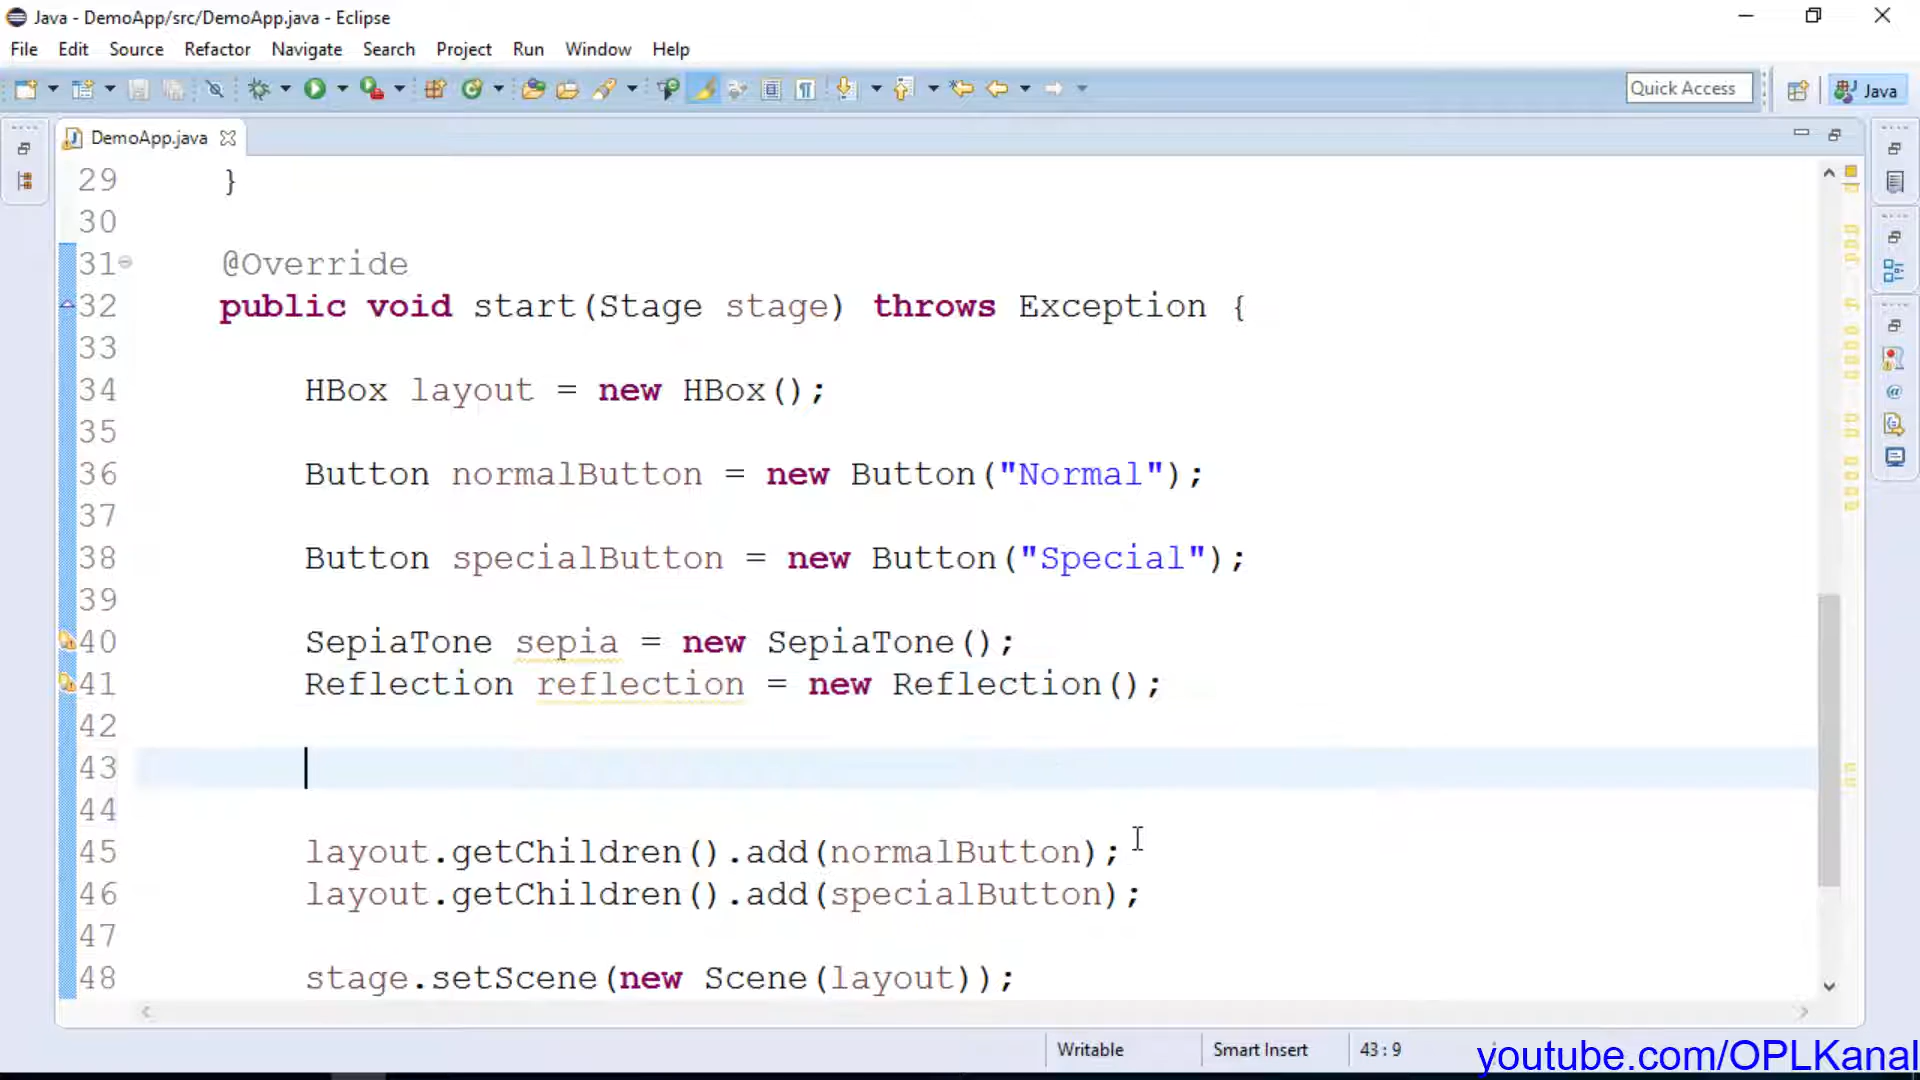 Java - DemoApp/src/DemoApp.java - Eclipse
File Edit Source Refactor Navigate Search Project Run Window Help
Quick Access
Java
DemoApp.java
29 }
30
31 @Override
32 public void start(Stage stage) throws Exception {
33
34 HBox layout = new HBox();
35
36 Button normalButton = new Button("Normal");
37
38 Button specialButton = new Button("Special");
39
40 SepiaTone sepia = new SepiaTone();
41 Reflection reflection = new Reflection();
42
43
44
45 layout.getChildren().add(normalButton);
46 layout.getChildren().add(specialButton);
47
48 stage.setScene(new Scene(layout));
Writable Smart Insert 43 : 9
youtube.com/OPLKanal